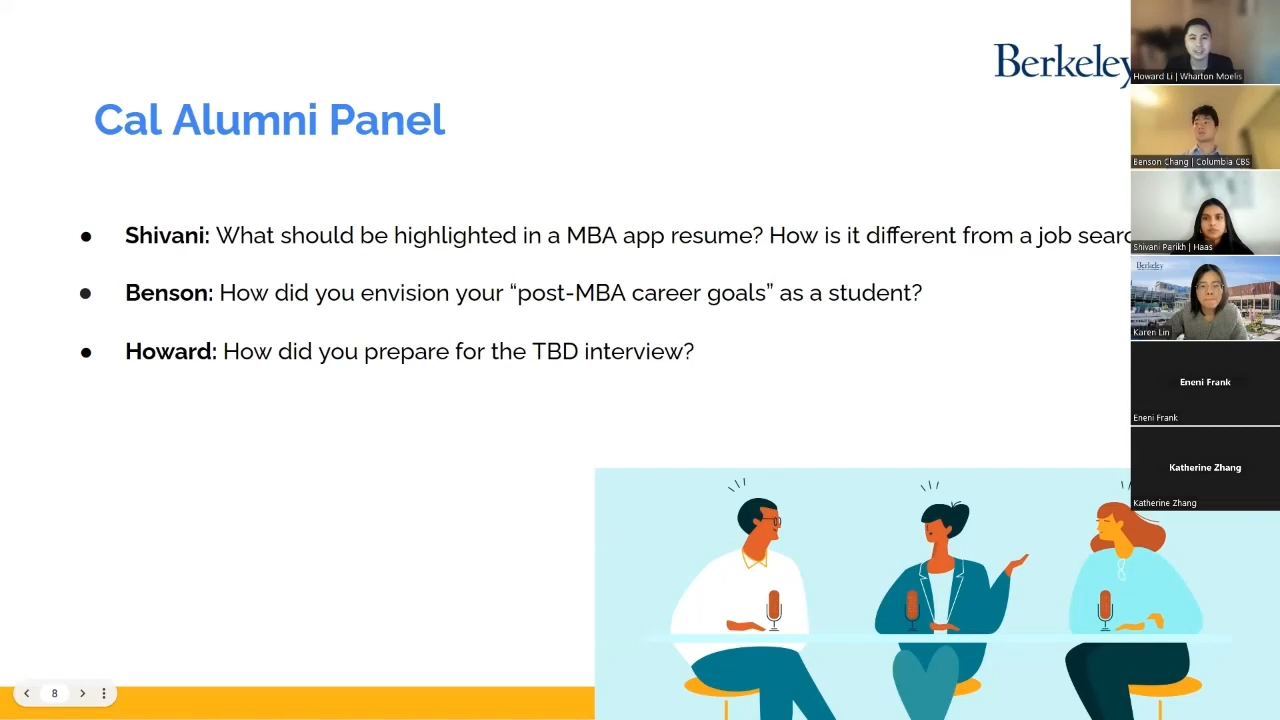 Berkeley
Cal Alumni Panel
● Shivani: What should be highlighted in a MBA app resume? How is it different from a job
● Benson: How did you envision your “post-MBA career goals” as a student?
● Howard: How did you prepare for the TBD interview?
8
Howard Li | Wharton Moelis
Benson Chang | Columbia CBS
Shivani Parikh | Haas
Berkeley
Karen Lin
Eneni Frank
Eneni Frank
Katherine Zhang
Katherine Zhang